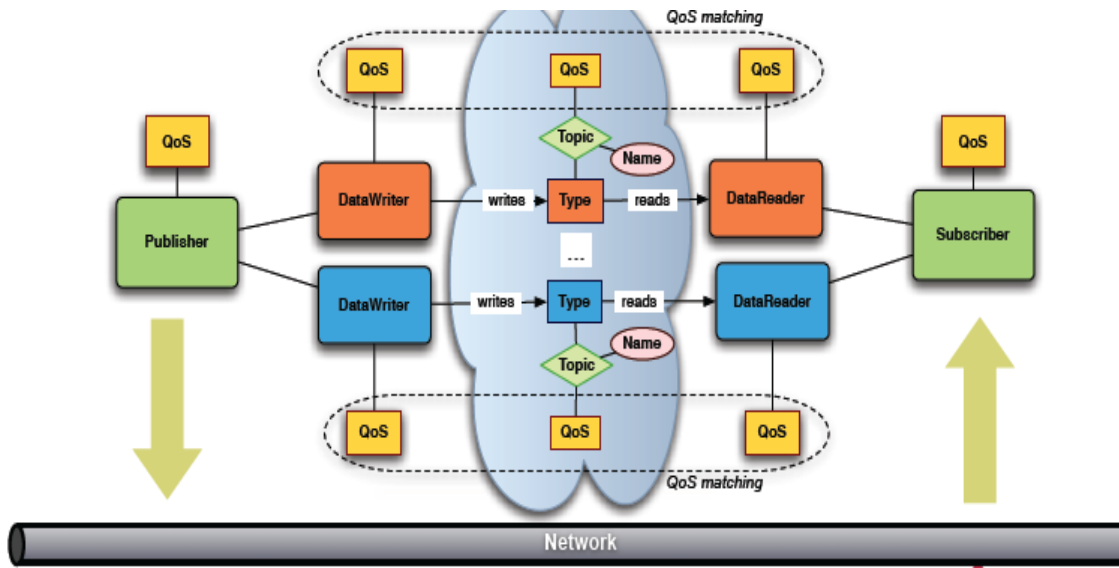 QoS matching
QoS
QoS
QoS
QoS
QoS
Topic
Name
DataWriter
writes
Type
reads
DataReader
Publisher
Subscriber
...
DataWriter
writes
Type
reads
DataReader
Name
Topic
QoS
QoS
QoS
QoS matching
Network